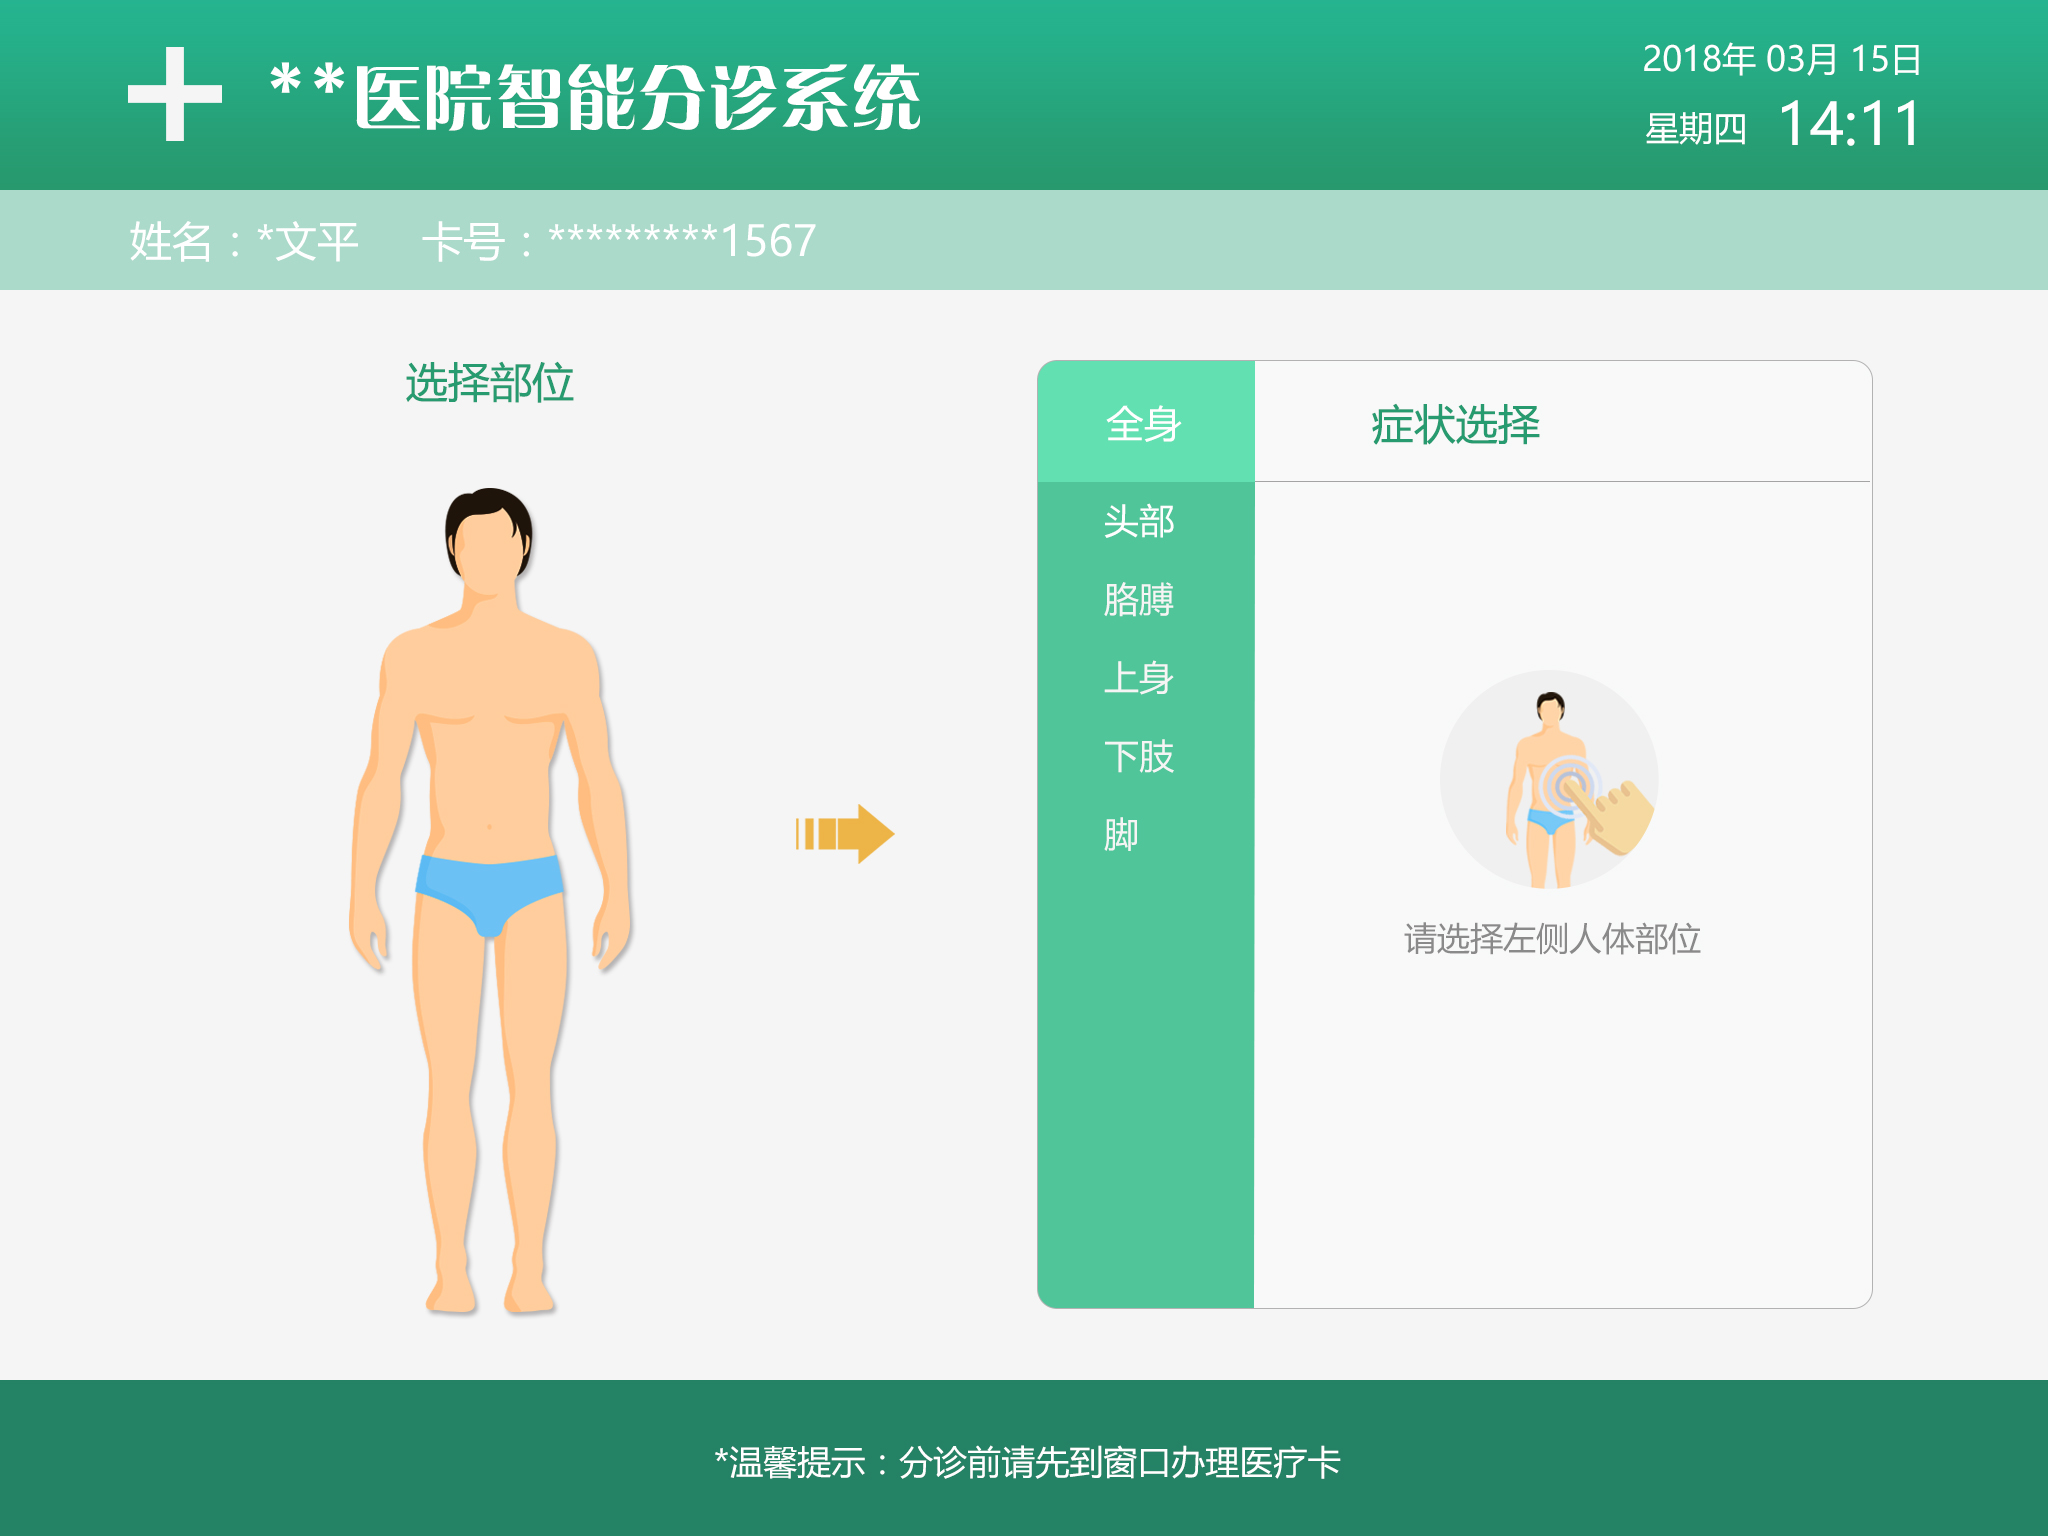 **医院智能分诊系统
2018年 03月 15日
星期四 14:11
姓名：*文平 卡号：*********1567
选择部位
全身
症状选择
头部
胳膊
上身
下肢
脚
请选择左侧人体部位
*温馨提示：分诊前请先到窗口办理医疗卡